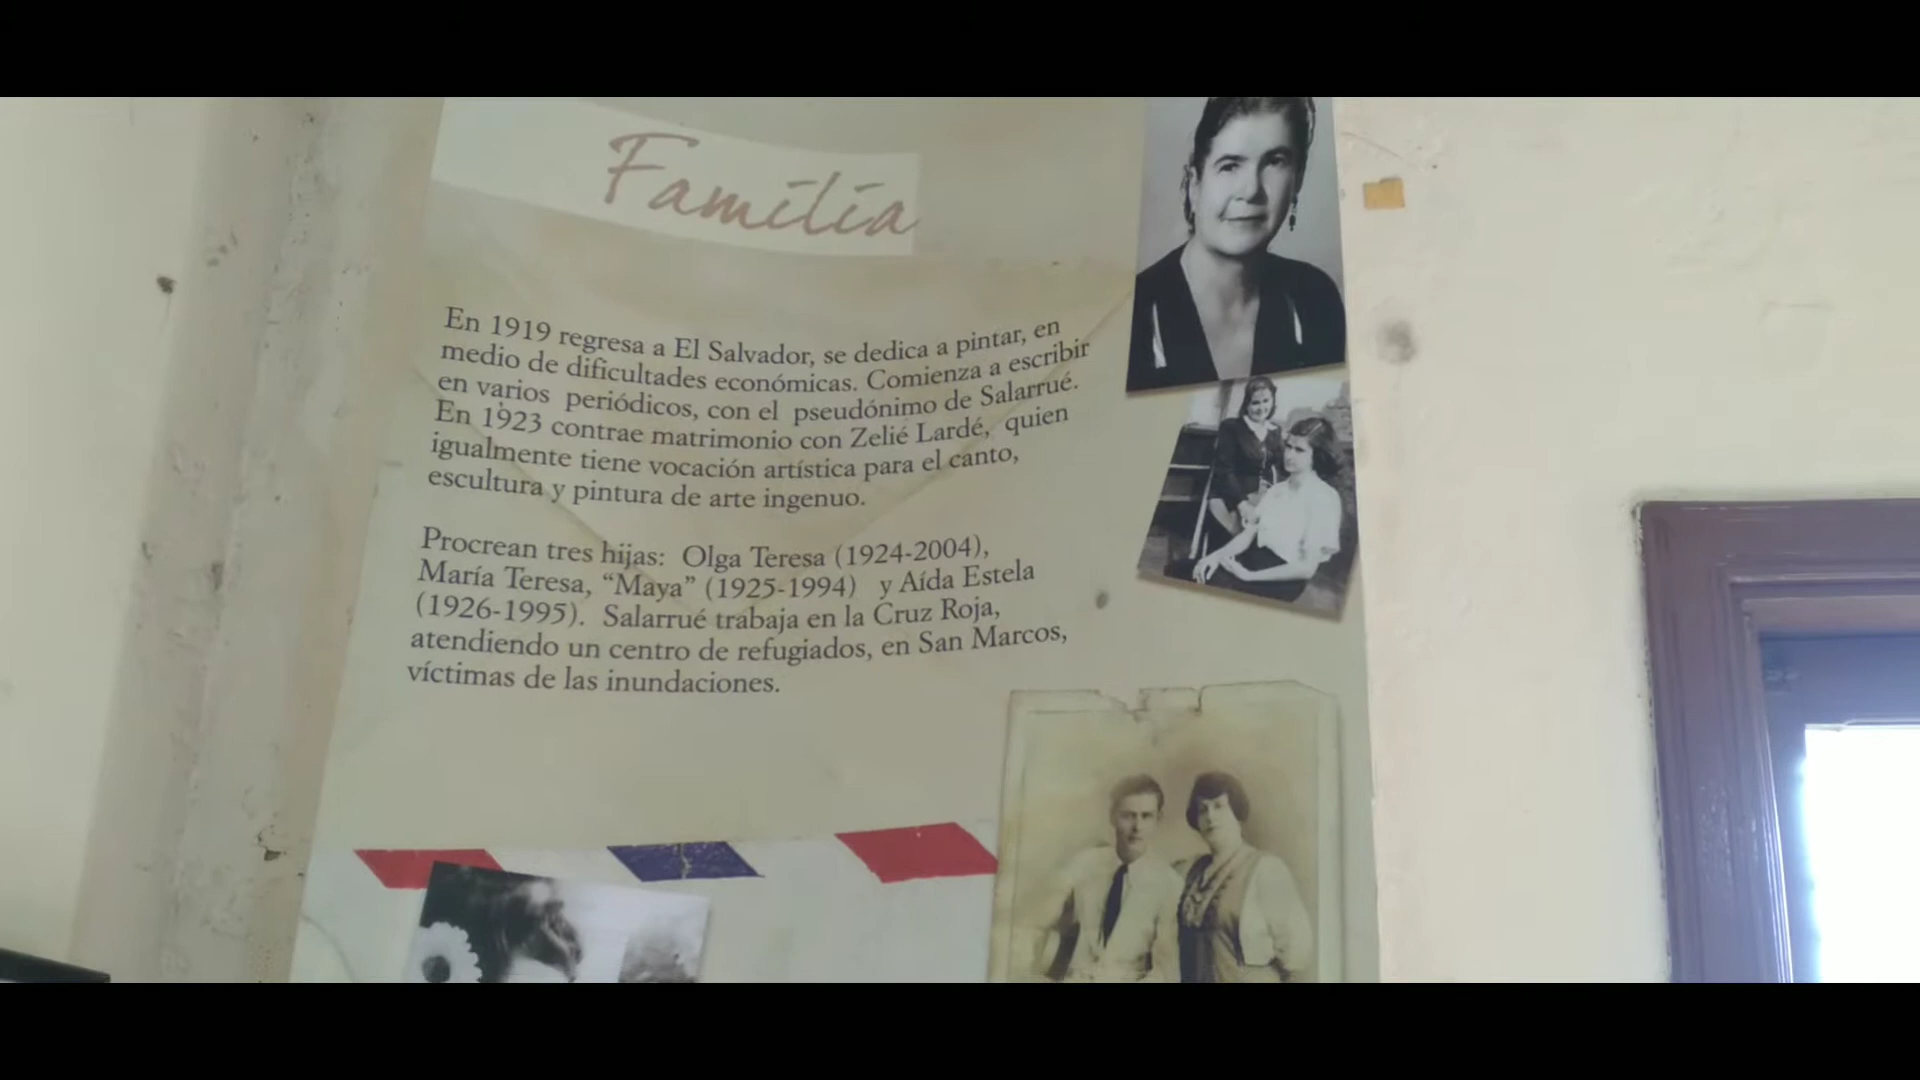 Familia
En 1919 regresa a El Salvador, se dedica a pintar, en
medio de dificultades económicas. Comienza a escribir
en varios periódicos, con el pseudónimo de Salarrué.
En 1923 contrae matrimonio con Zelié Lardé, quien
igualmente tiene vocación artística para el canto,
escultura y pintura de arte ingenuo.
Procrean tres hijas: Olga Teresa (1924-2004),
María Teresa, “Maya” (1925-1994) y Aída Estela
(1926-1995). Salarrué trabaja en la Cruz Roja,
atendiendo un centro de refugiados, en San Marcos,
víctimas de las inundaciones.